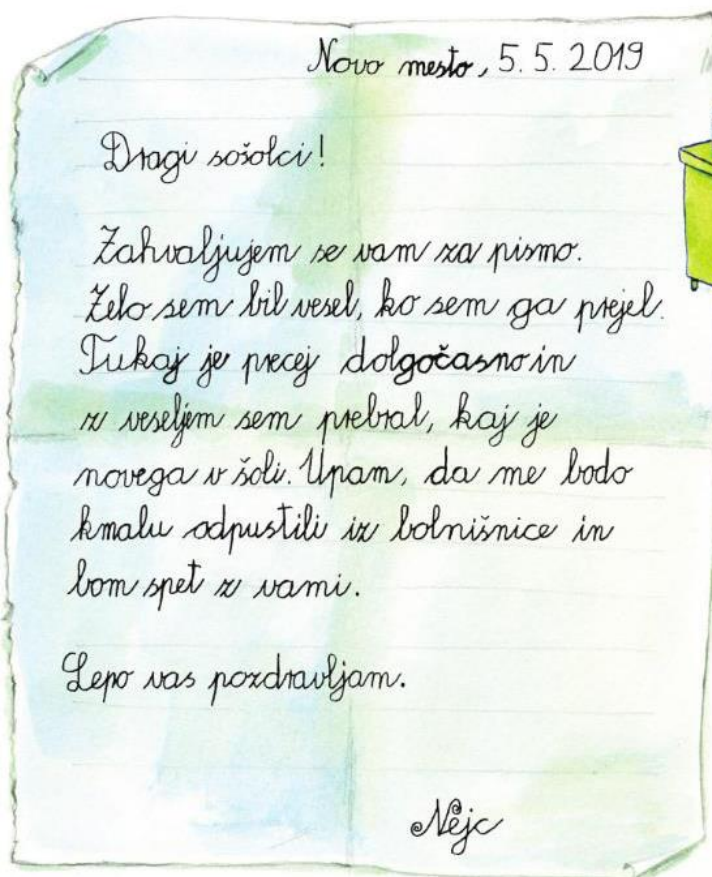 Novo mesto, 5. 5. 2019
Dragi sošolci!
Zahvaljujem se vam za pismo.
Zelo sem bil vesel, ko sem ga prejel.
Tukaj je precej dolgočasno in
z veseljem sem prebral, kaj je
novega v šoli. Upam, da me bodo
kmalu odpustili iz bolnišnice in
bom spet z vami.
Lepo vas pozdravljam.
Nejc